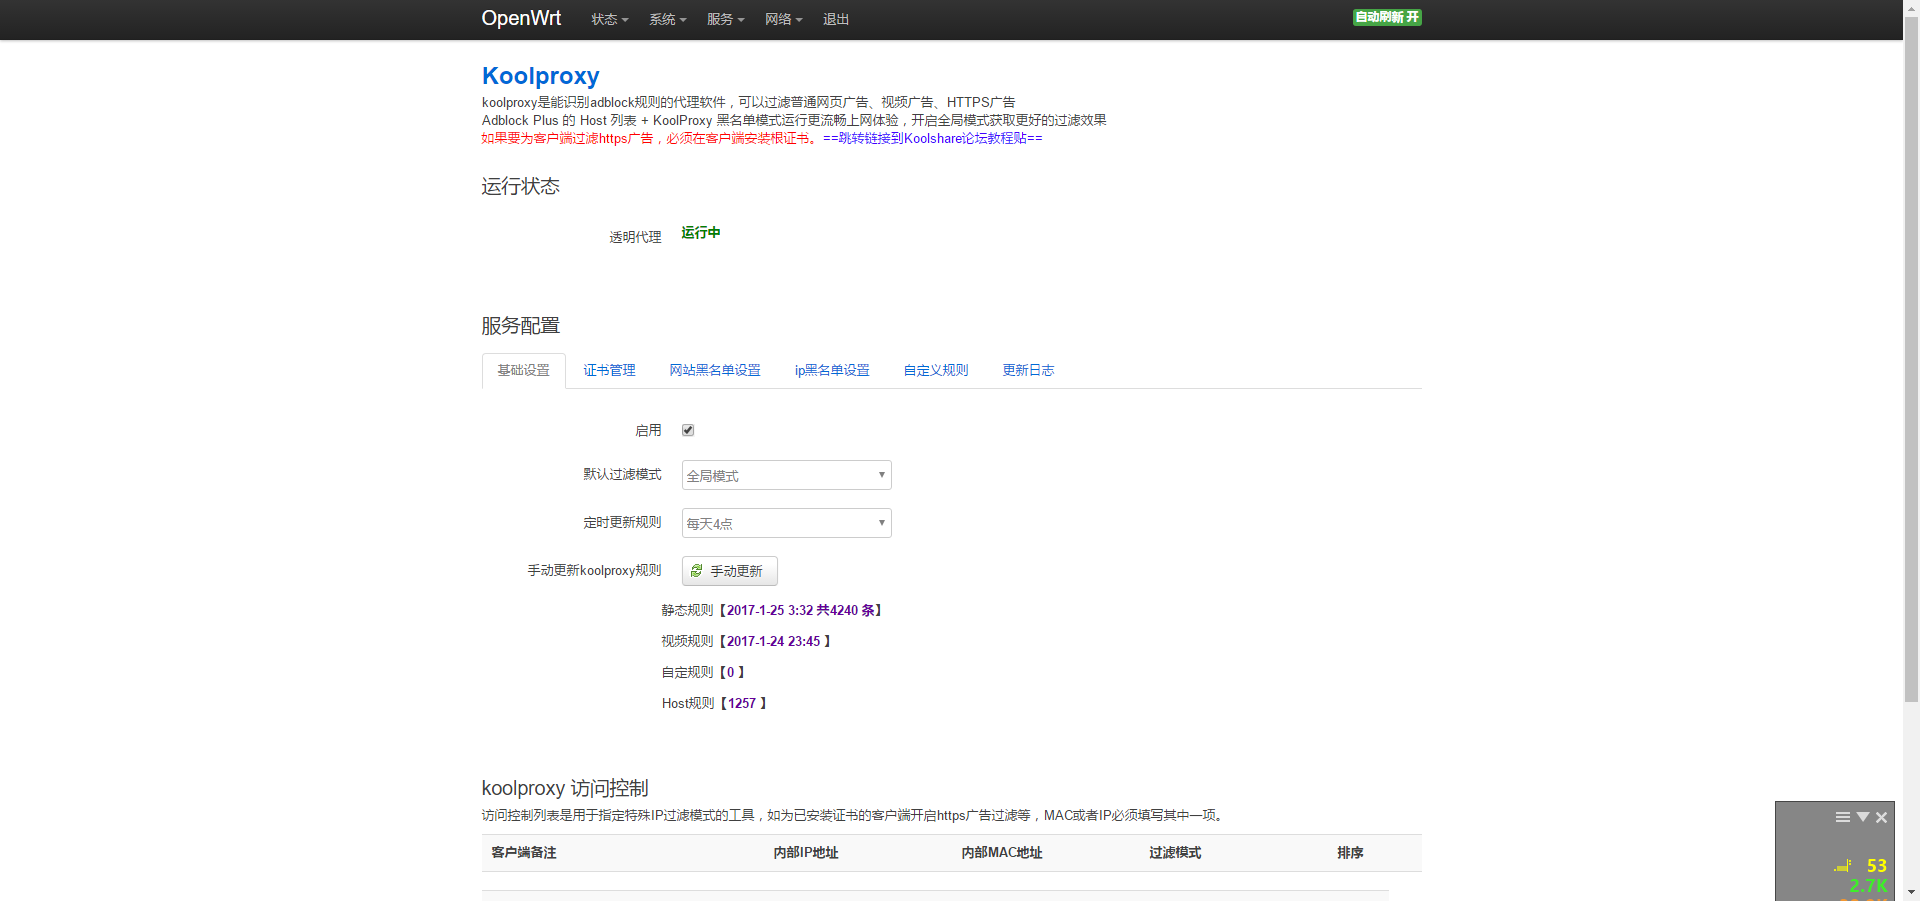 OpenWrt 状态 系统 服务 网络 退出 自动刷新 开
Koolproxy
koolproxy是能识别adblock规则的代理软件，可以过滤普通网页广告、视频广告、HTTPS广告
Adblock Plus 的 Host 列表 + KoolProxy 黑名单模式运行更流畅上网体验，开启全局模式获取更好的过滤效果
如果要为客户端过滤https广告，必须在客户端安装根证书。==跳转链接到Koolshare论坛教程贴==
运行状态
透明代理 运行中
服务配置
基础设置 证书管理 网站黑名单设置 ip黑名单设置 自定义规则 更新日志
启用
默认过滤模式 全局模式
定时更新规则 每天4点
手动更新koolproxy规则 手动更新
静态规则【2017-1-25 3:32 共4240 条】
视频规则【2017-1-24 23:45 】
自定规则【0 】
Host规则【1257 】
koolproxy 访问控制
访问控制列表是用于指定特殊IP过滤模式的工具，如为已安装证书的客户端开启https广告过滤等，MAC或者IP必须填写其中一项。
客户端备注 内部IP地址 内部MAC地址 过滤模式 排序
53
2.7K